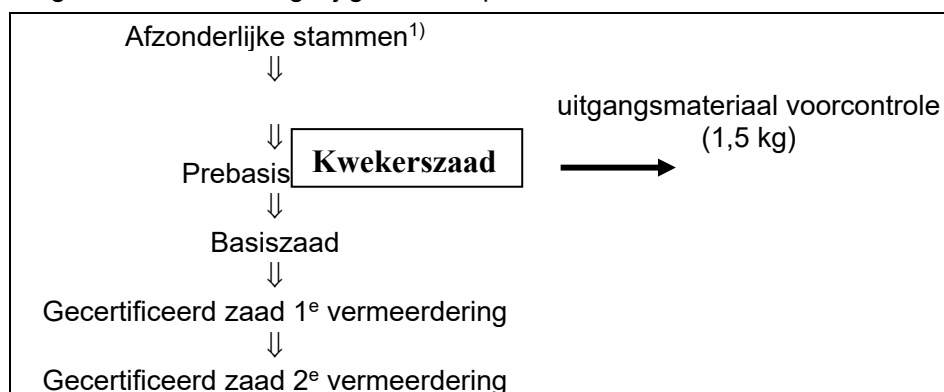 Afzonderlijke stammen1)
⇓
uitgangsmateriaal voorcontrole
(1,5 kg)
⇓
Kwekerszaad
Prebasis
⇓
Basiszaad
⇓
Gecertificeerd zaad 1e vermeerdering
⇓
Gecertificeerd zaad 2e vermeerdering